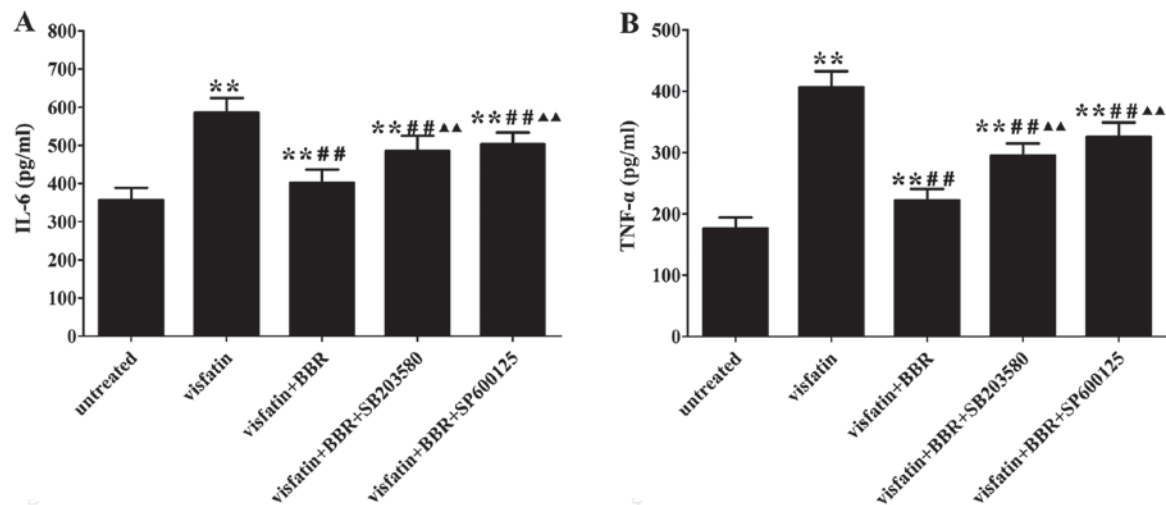 A
IL-6 (pg/ml)
800
700
600
500
400
300
200
100
0
**
**##
**##▲▲
**##▲▲
untreated
visfatin
visfatin+BBR
visfatin+BBR+SB203580
visfatin+BBR+SP600125
B
TNF-α (pg/ml)
500
400
300
200
100
0
**
**##
**##▲▲
**##▲▲
untreated
visfatin
visfatin+BBR
visfatin+BBR+SB203580
visfatin+BBR+SP600125